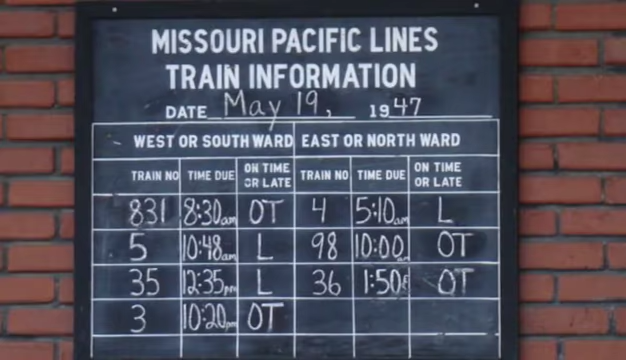 MISSOURI PACIFIC LINES
TRAIN INFORMATION
DATE May 19, 1947
WEST OR SOUTH WARD EAST OR NORTH WARD
TRAIN NO TIME DUE ON TIME OR LATE TRAIN NO TIME DUE ON TIME OR LATE
831 8:30am OT 4 5:10am L
5 10:48am L 98 10:00am OT
35 12:35pm L 36 1:50 OT
3 10:20pm OT